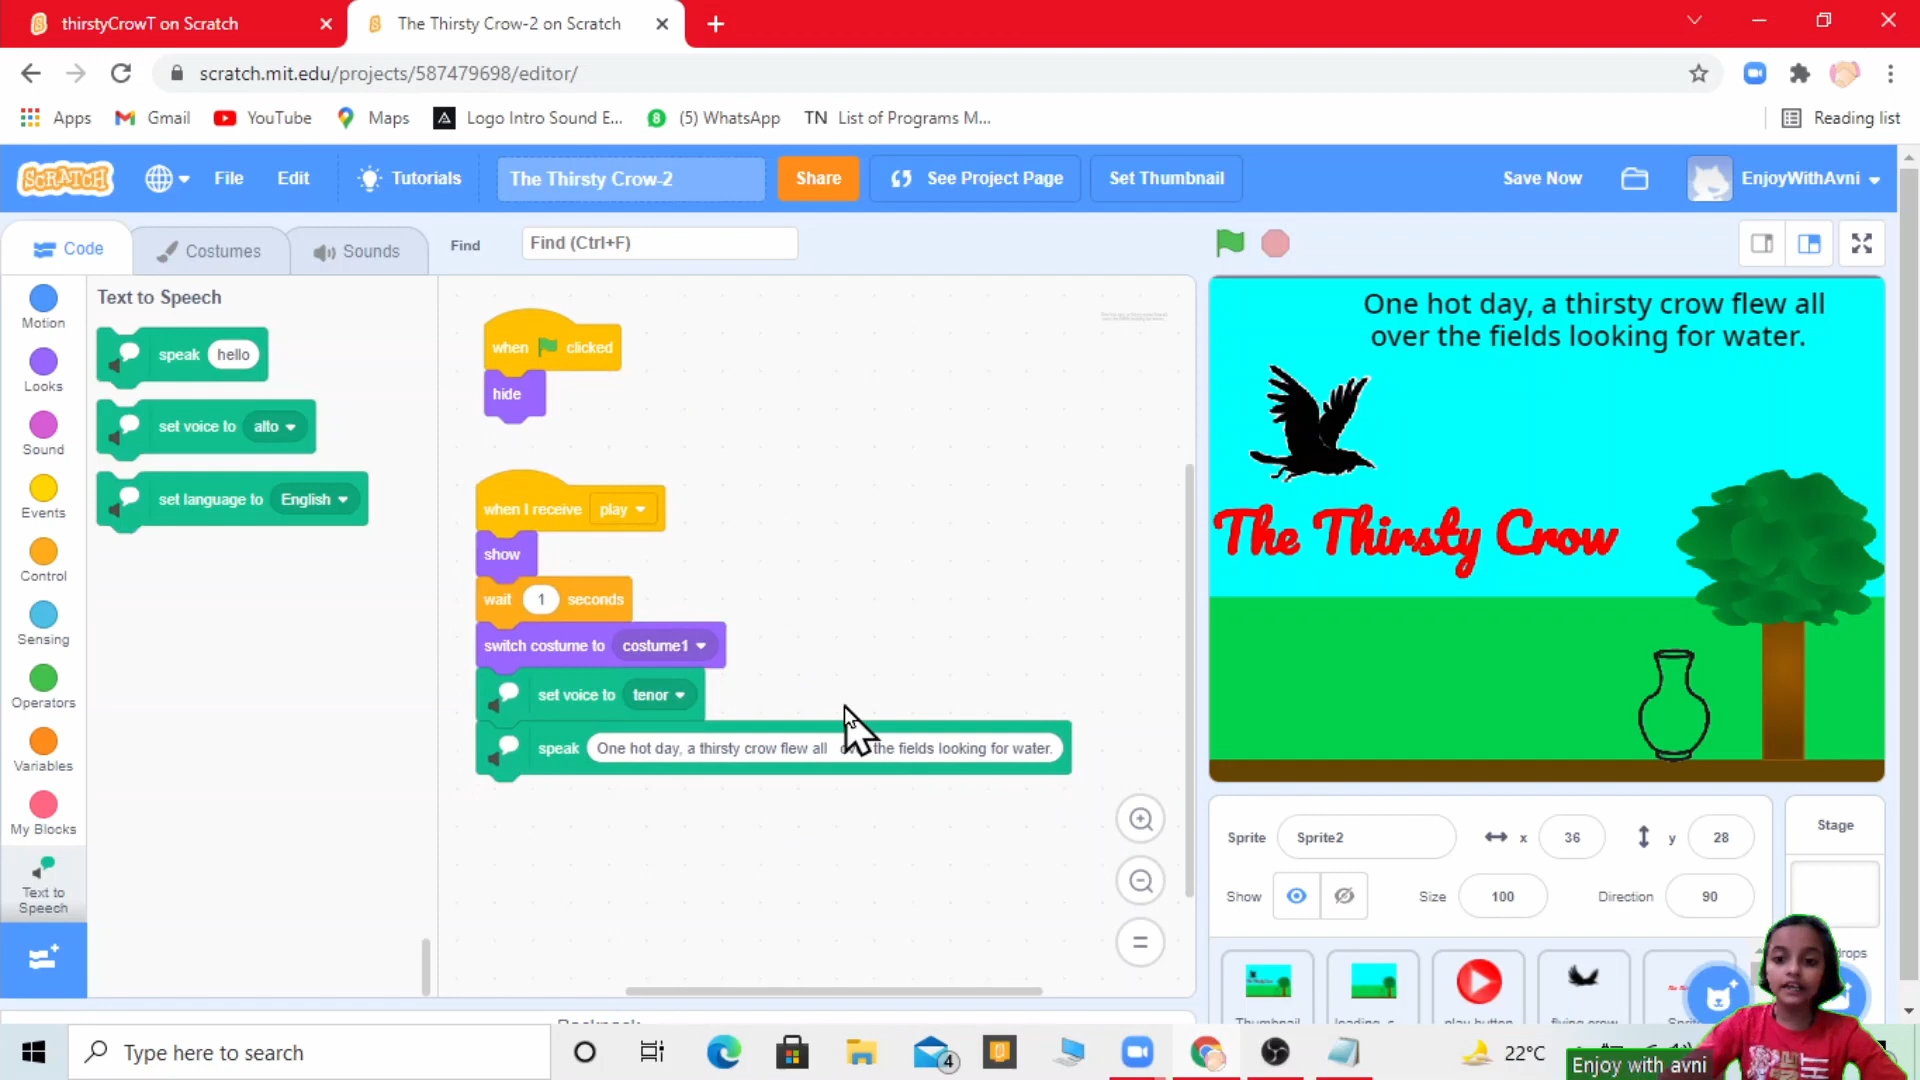 thirstyCrowT on Scratch
The Thirsty Crow-2 on Scratch
scratch.mit.edu/projects/587479698/editor/
Apps
Gmail
YouTube
Maps
Logo Intro Sound E...
(5) WhatsApp
TN List of Programs M...
Reading list
SCRATCH
File
Edit
Tutorials
The Thirsty Crow-2
Share
See Project Page
Set Thumbnail
Save Now
EnjoyWithAvni
Code
Costumes
Sounds
Find
Find (Ctrl+F)
Motion
Looks
Sound
Events
Control
Sensing
Operators
Variables
My Blocks
Text to
Speech
Text to Speech
speak hello
set voice to alto
set language to English
when clicked
hide
when I receive play
show
wait 1 seconds
switch costume to costume1
set voice to tenor
speak One hot day, a thirsty crow flew all the fields looking for water.
One hot day, a thirsty crow flew all
over the fields looking for water.
The Thirsty Crow
Sprite Sprite2 x 36 y 28
Show Size 100 Direction 90
Stage
Type here to search
4
22°C
Enjoy with avni